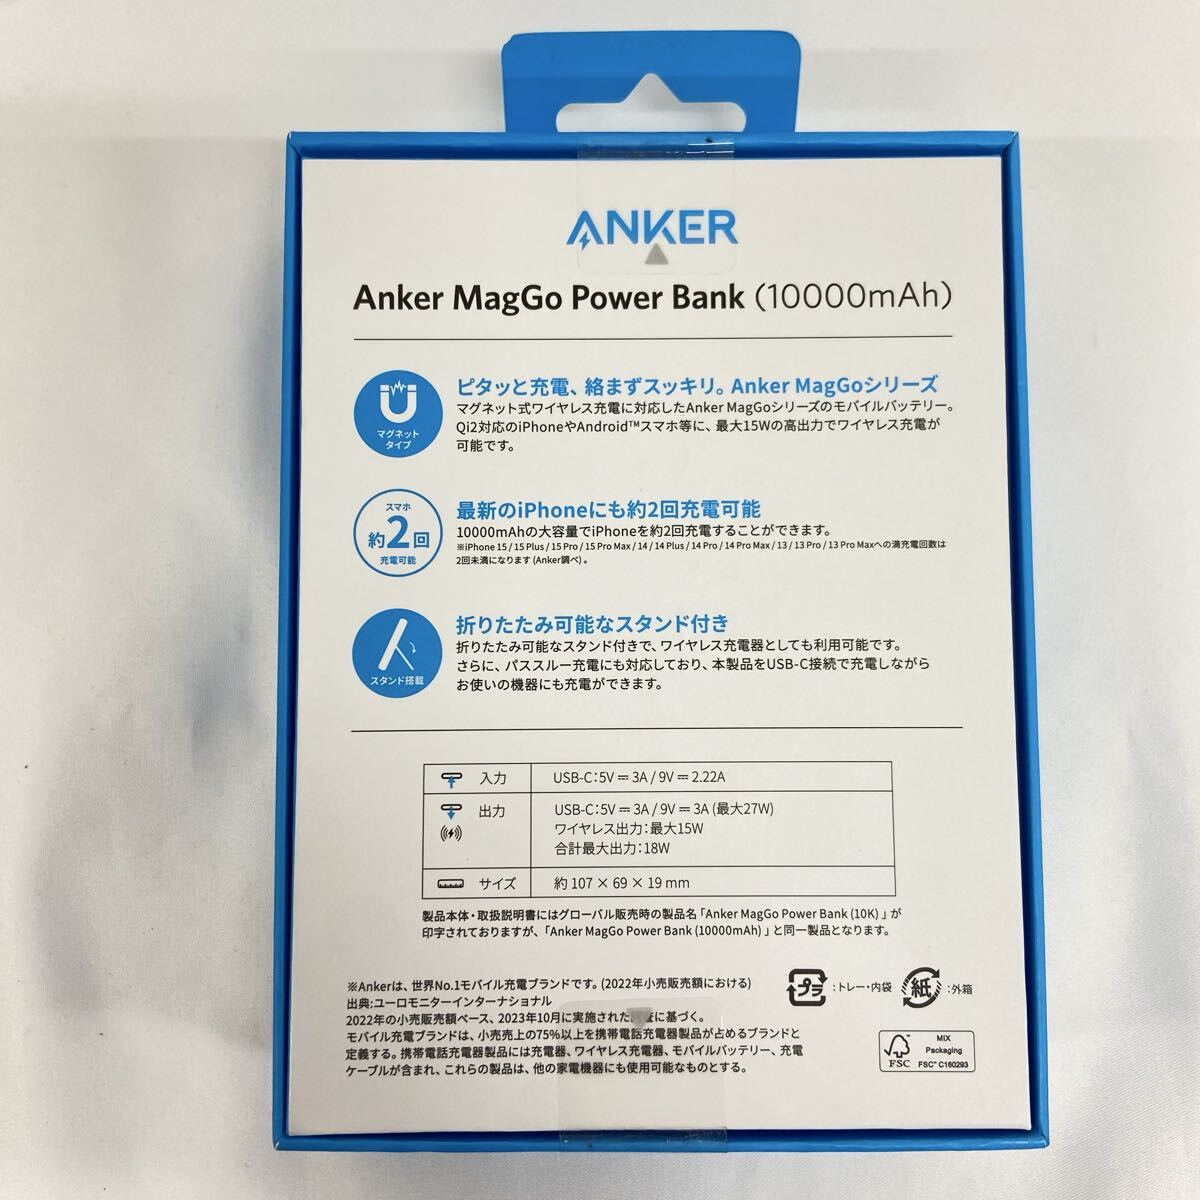 ANKER
Anker MagGo Power Bank (10000mAh)
マグネット
タイプ
ピタッと充電、絡まずスッキリ。Anker MagGoシリーズ
マグネット式ワイヤレス充電に対応したAnker MagGoシリーズのモバイルバッテリー。
Qi2対応のiPhoneやAndroid™スマホ等に、最大15Wの高出力でワイヤレス充電が
可能です。
スマホ
約2回
充電可能
最新のiPhoneにも約2回充電可能
10000mAhの大容量でiPhoneを約2回充電することができます。
※iPhone 15 / 15 Plus / 15 Pro / 15 Pro Max / 14 / 14 Plus / 14 Pro / 14 Pro Max / 13 / 13 Pro / 13 Pro Maxへの満充電回数は
2回未満になります (Anker調べ) 。
スタンド搭載
折りたたみ可能なスタンド付き
折りたたみ可能なスタンド付きで、ワイヤレス充電器としても利用可能です。
さらに、パススルー充電にも対応しており、本製品をUSB-C接続で充電しながら
お使いの機器にも充電ができます。
入力 USB-C:5V⎓3A / 9V⎓2.22A
出力 USB-C:5V⎓3A / 9V⎓3A (最大27W)
ワイヤレス出力:最大15W
合計最大出力:18W
サイズ 約 107 × 69 × 19 mm
製品本体・取扱説明書にはグローバル販売時の製品名「Anker MagGo Power Bank (10K) 」が
印字されておりますが、「Anker MagGo Power Bank (10000mAh) 」と同一製品となります。
※Ankerは、世界No.1モバイル充電ブランドです。(2022年小売販売額における)
出典:ユーロモニターインターナショナル
2022年の小売販売額ベース、2023年10月に実施された に基づく。
モバイル充電ブランドは、小売売上の75%以上を携帯電話充電器製品が占めるブランドと
定義する。携帯電話充電器製品には充電器、ワイヤレス充電器、モバイルバッテリー、充電
ケーブルが含まれ、これらの製品は、他の家電機器にも使用可能なものとする。
プラ :トレー・内袋 紙 :外箱
FSC™
MIX
Packaging
FSC™ C160293